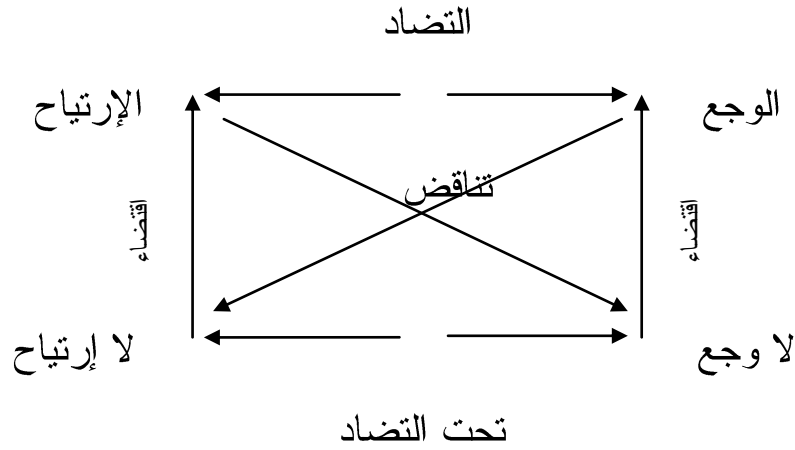 التضاد
الوجع
الإرتياح
تناقض
اقتضاء
اقتضاء
لا وجع
لا إرتياح
تحت التضاد